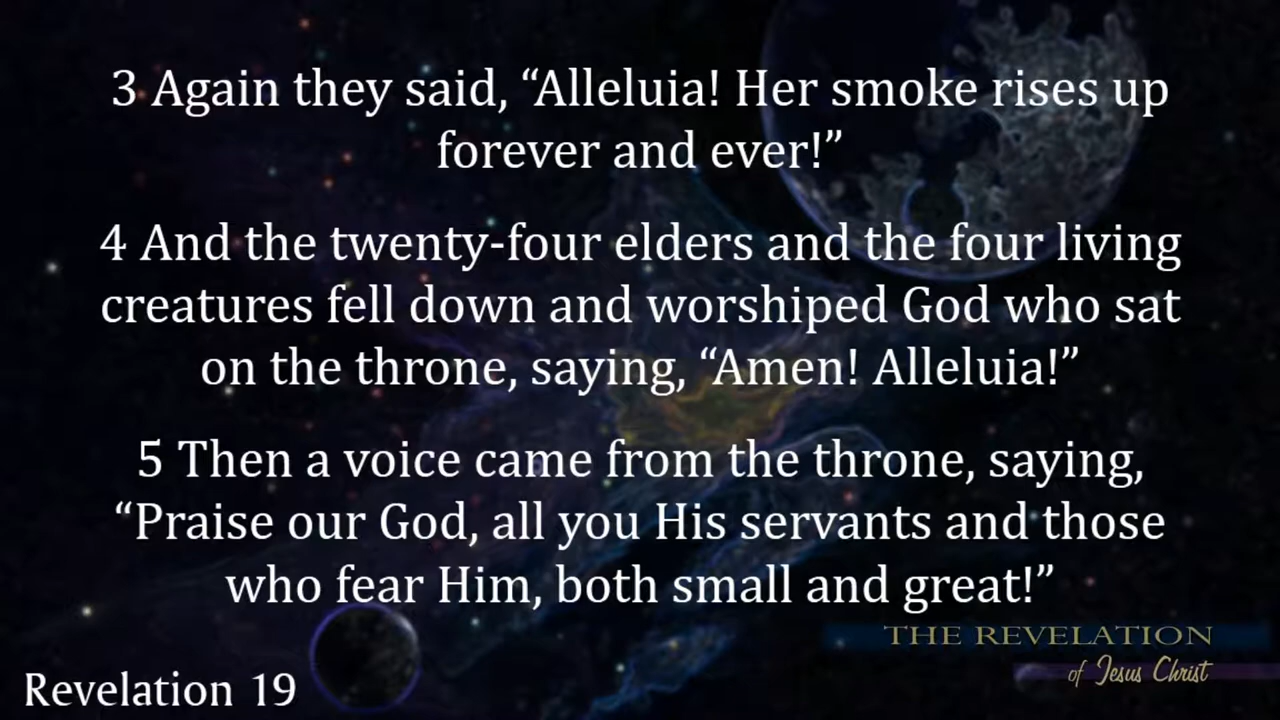 3 Again they said, “Alleluia! Her smoke rises up
forever and ever!”
4 And the twenty-four elders and the four living
creatures fell down and worshiped God who sat
on the throne, saying, “Amen! Alleluia!”
5 Then a voice came from the throne, saying,
“Praise our God, all you His servants and those
who fear Him, both small and great!”
THE REVELATION
of Jesus Christ
Revelation 19